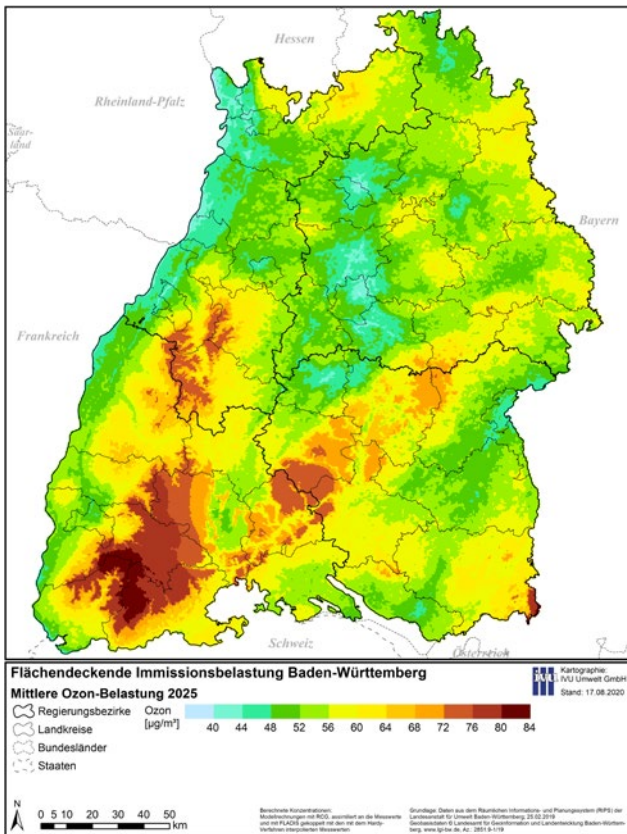 Hessen
Rheinland-Pfalz
Saar-
land
Bayern
Frankreich
Schweiz
Österreich
Flächendeckende Immissionsbelastung Baden-Württemberg
Mittlere Ozon-Belastung 2025
IVU
Kartographie:
IVU Umwelt GmbH
Stand: 17.08.2020
Regierungsbezirke
Landkreise
Bundesländer
Staaten
Ozon
[µg/m³]
40 44 48 52 56 60 64 68 72 76 80 84
N
0 5 10 20 30 40 50
km
Berechnete Konzentrationen:
Modellrechnungen mit RCG, assimiliert an die Messwerte
und mit FLADIS gekoppelt mit den mit dem Hardy-
Verfahren interpolierten Messwerten
Grundlage: Daten aus dem Räumlichen Informations- und Planungssystem (RIPS) der
Landesanstalt für Umwelt Baden-Württemberg, 25.02.2019
Geobasisdaten © Landesamt für Geoinformation und Landentwicklung Baden-Württem-
berg, www.lgl-bw.de, Az.: 2851.9-1/19